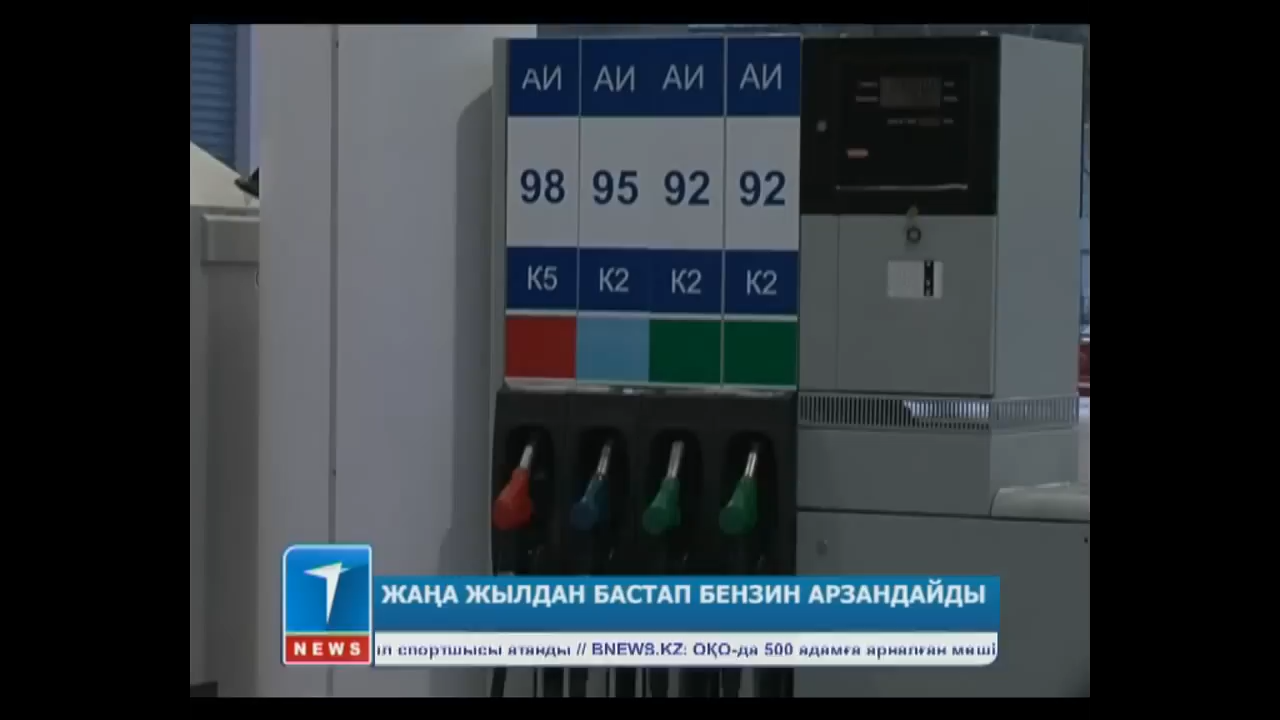 АИ АИ АИ АИ
98 95 92 92
К5 К2 К2 К2
ЖАҢА ЖЫЛДАН БАСТАП БЕНЗИН АРЗАНДАЙДЫ
NEWS
спортшысы атанды // BNEWS.KZ: ОҚО-да 500 адамға арналған меші